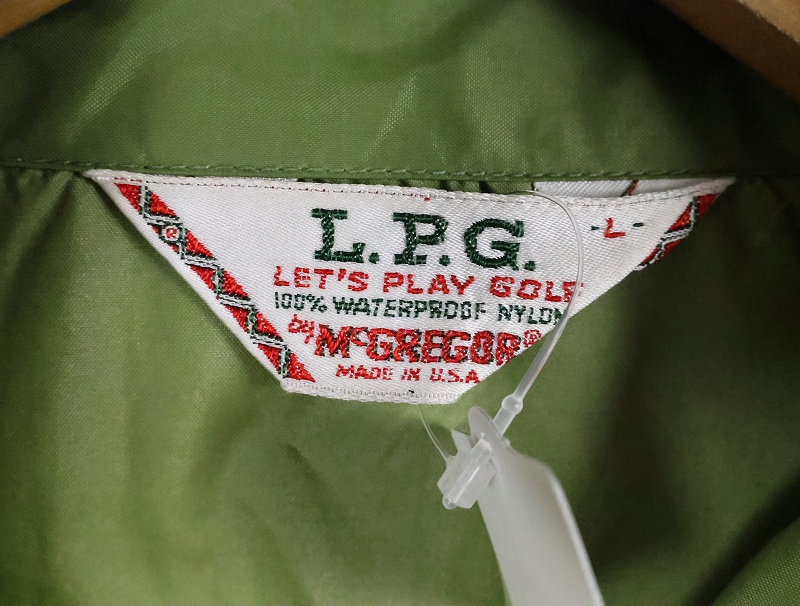 L.P.G.
- L -
LET'S PLAY GOLF
100% WATERPROOF NYLON
by McGREGOR®
MADE IN U.S.A
®